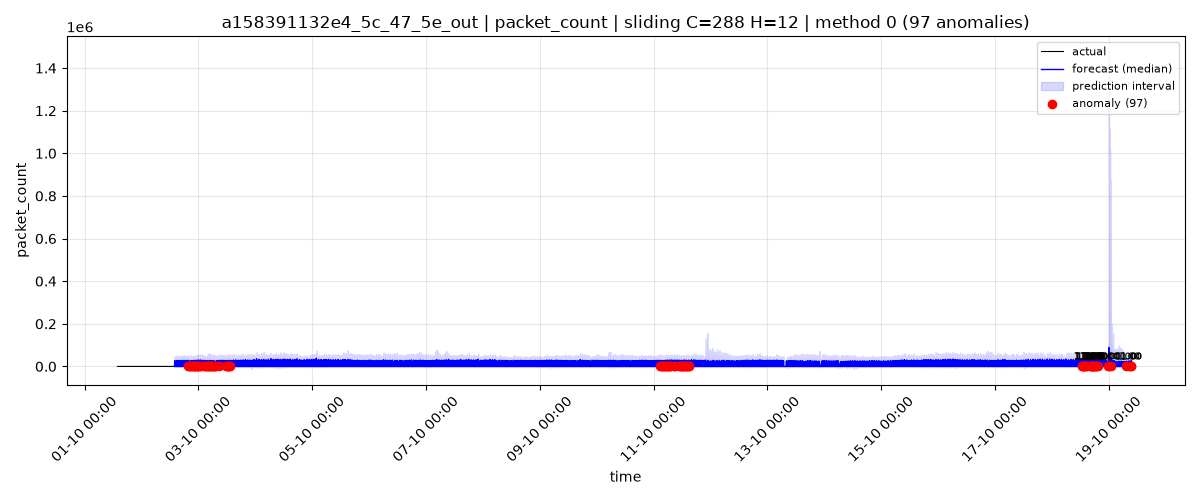 a158391132e4_5c_47_5e_out | packet_count | sliding C=288 H=12 | method 0 (97 anomalies)
1e6
actual
forecast (median)
prediction interval
anomaly (97)
1.4
1.2
1.0
0.8
0.6
0.4
0.2
0.0
packet_count
01-10 00:00
03-10 00:00
05-10 00:00
07-10 00:00
09-10 00:00
11-10 00:00
13-10 00:00
15-10 00:00
17-10 00:00
19-10 00:00
time